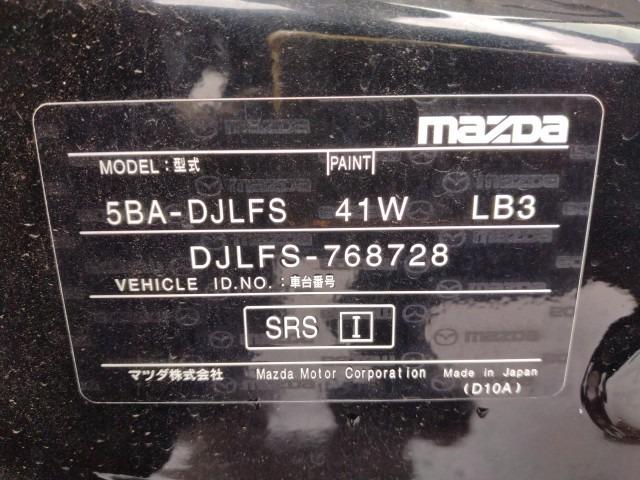 mazda
MODEL：型式 PAINT
5BA-DJLFS 41W LB3
DJLFS-768728
VEHICLE ID.NO.：車台番号
SRS I
マツダ株式会社 Mazda Motor Corporation Made in Japan
(D10A)